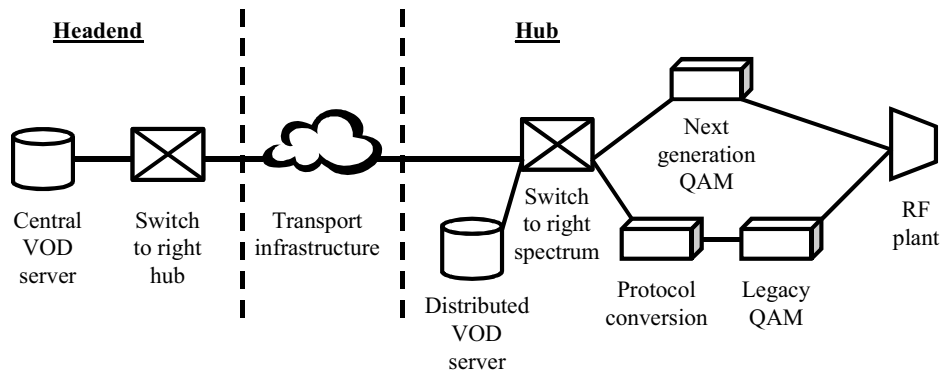 Headend
Hub
Central
VOD
server
Switch
to right
hub
Transport
infrastructure
Distributed
VOD
server
Switch
to right
spectrum
Next
generation
QAM
Protocol
conversion
Legacy
QAM
RF
plant